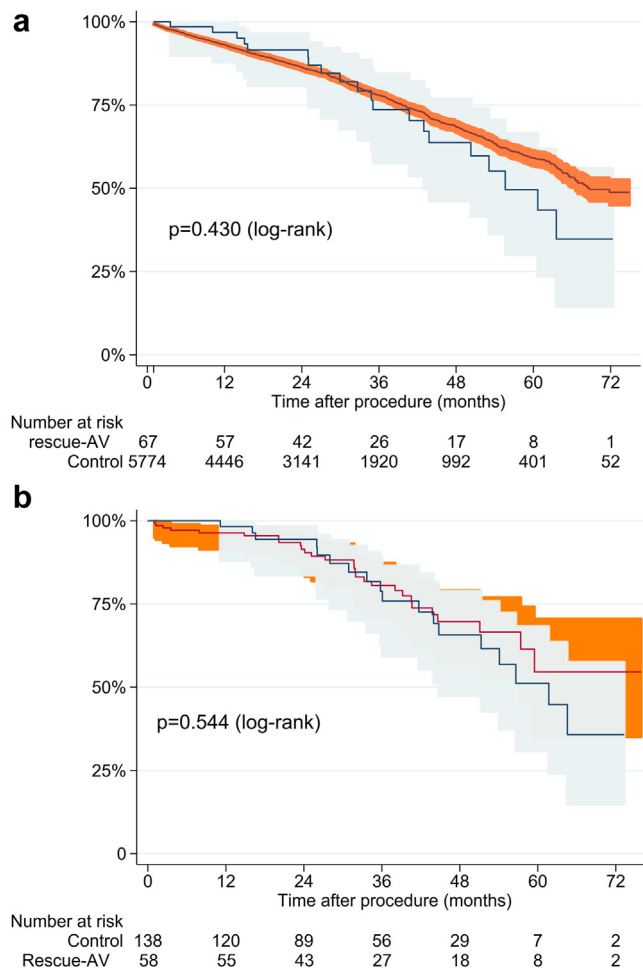 a
100%
75%
50%
25%
0%
p=0.430 (log-rank)
0 12 24 36 48 60 72
Time after procedure (months)
Number at risk
rescue-AV 67 57 42 26 17 8 1
Control 5774 4446 3141 1920 992 401 52
b
100%
75%
50%
25%
0
p=0.544 (log-rank)
0 12 24 36 48 60 72
Time after procedure (months)
Number at risk
Control 138 120 89 56 29 7 2
Rescue-AV 58 55 43 27 18 8 2